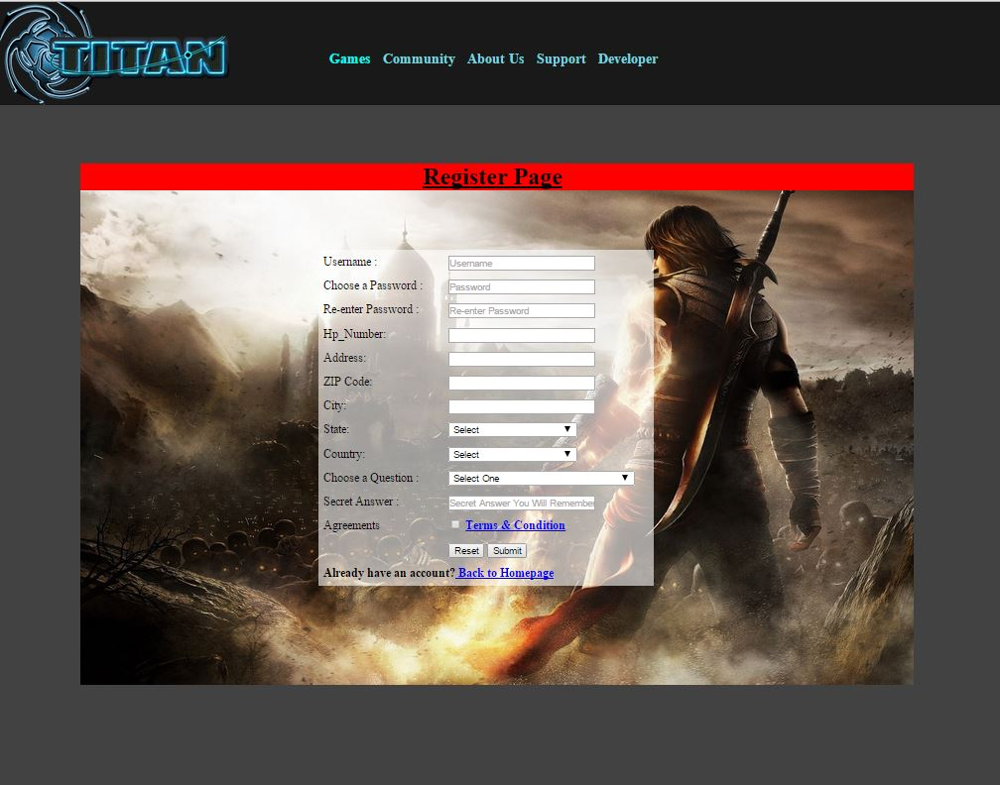 TITAN
Games Community About Us Support Developer
Register Page
Username : Username
Choose a Password : Password
Re-enter Password : Re-enter Password
Hp_Number:
Address:
ZIP Code:
City:
State: Select
Country: Select
Choose a Question : Select One
Secret Answer : Secret Answer You Will Remember
Agreements Terms & Condition
Reset Submit
Already have an account? Back to Homepage